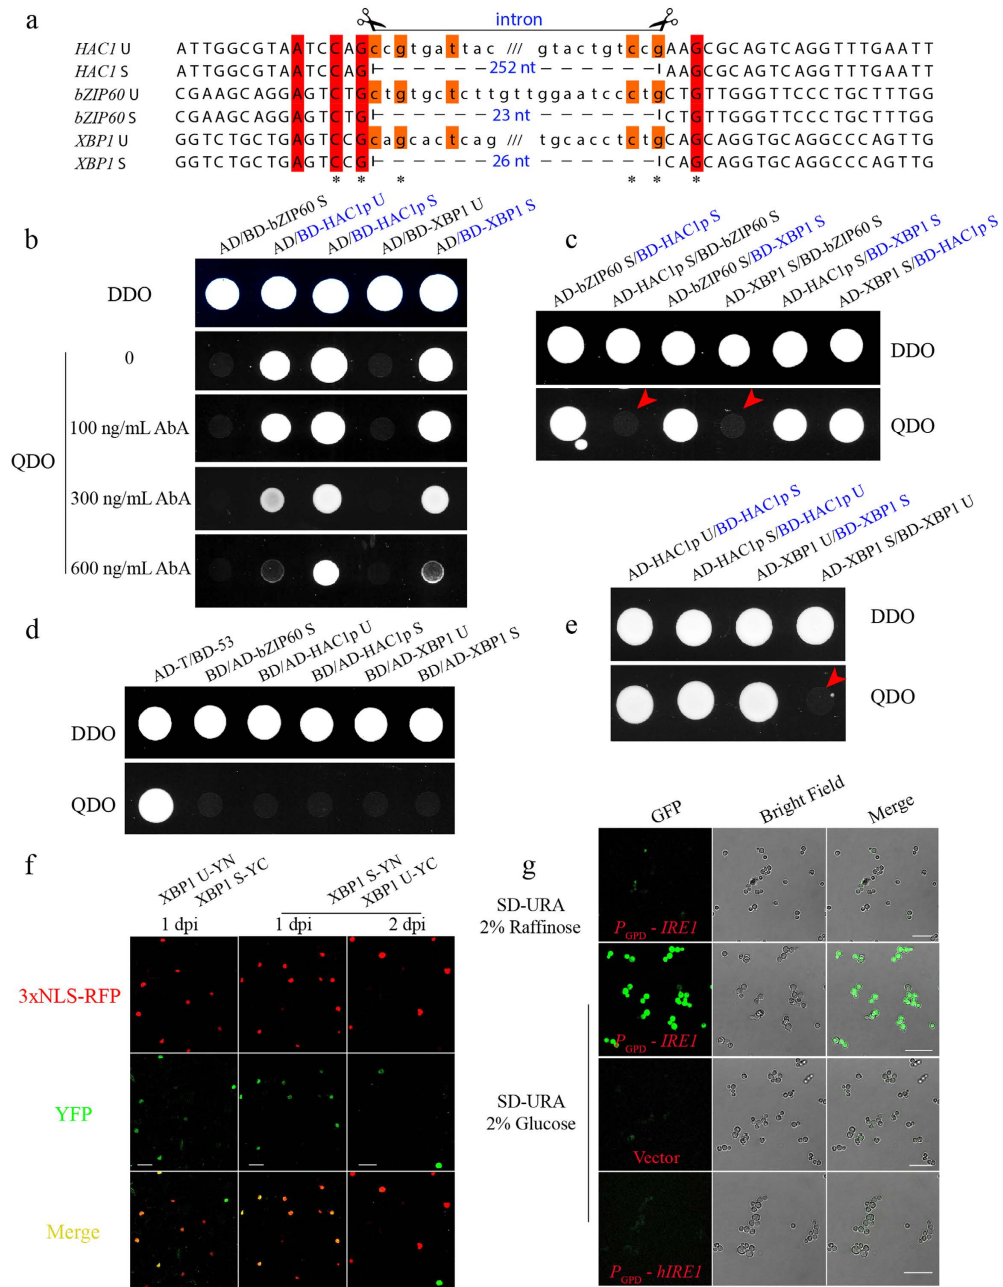 a
intron
HAC1 U ATTGGCGTAATCCAGccgtgattac /// gtactgtccgAAGCGCAGTCAGGTTTGAATT
HAC1 S ATTGGCGTAATCCAG 252 nt AAGCGCAGTCAGGTTTGAATT
bZIP60 U CGAAGCAGGAGTCTGctgtgctcttgttggaatccctgCTGTTGGGTTCCCTGCTTTGG
bZIP60 S CGAAGCAGGAGTCTG 23 nt CTGTTGGGTTCCCTGCTTTGG
XBP1 U GGTCTGCTGAGTCCGcagcactcag /// tgcacctctgCAGCAGGTGCAGGCCCAGTTG
XBP1 S GGTCTGCTGAGTCCG 26 nt CAGCAGGTGCAGGCCCAGTTG
* * * * * *
b
AD/BD-bZIP60 S
AD/BD-HAC1p U
AD/BD-HAC1p S
AD/BD-XBP1 U
AD/BD-XBP1 S
DDO
QDO
0
100 ng/mL AbA
300 ng/mL AbA
600 ng/mL AbA
c
AD-bZIP60 S/BD-HAC1p S
AD-HAC1p S/BD-bZIP60 S
AD-bZIP60 S/BD-XBP1 S
AD-XBP1 S/BD-bZIP60 S
AD-HAC1p S/BD-XBP1 S
AD-XBP1 S/BD-HAC1p S
DDO
QDO
d
AD-T/BD-53
BD/AD-bZIP60 S
BD/AD-HAC1p U
BD/AD-HAC1p S
BD/AD-XBP1 U
BD/AD-XBP1 S
DDO
QDO
e
AD-HAC1p U/BD-HAC1p S
AD-HAC1p S/BD-HAC1p U
AD-XBP1 U/BD-XBP1 S
AD-XBP1 S/BD-XBP1 U
DDO
QDO
f
XBP1 U-YN
XBP1 S-YC
XBP1 S-YN
XBP1 U-YC
1 dpi 1 dpi 2 dpi
3xNLS-RFP
YFP
Merge
g
GFP Bright Field Merge
SD-URA
2% Raffinose
PGPD - IRE1
PGPD - IRE1
SD-URA
2% Glucose
Vector
PGPD - hIRE1